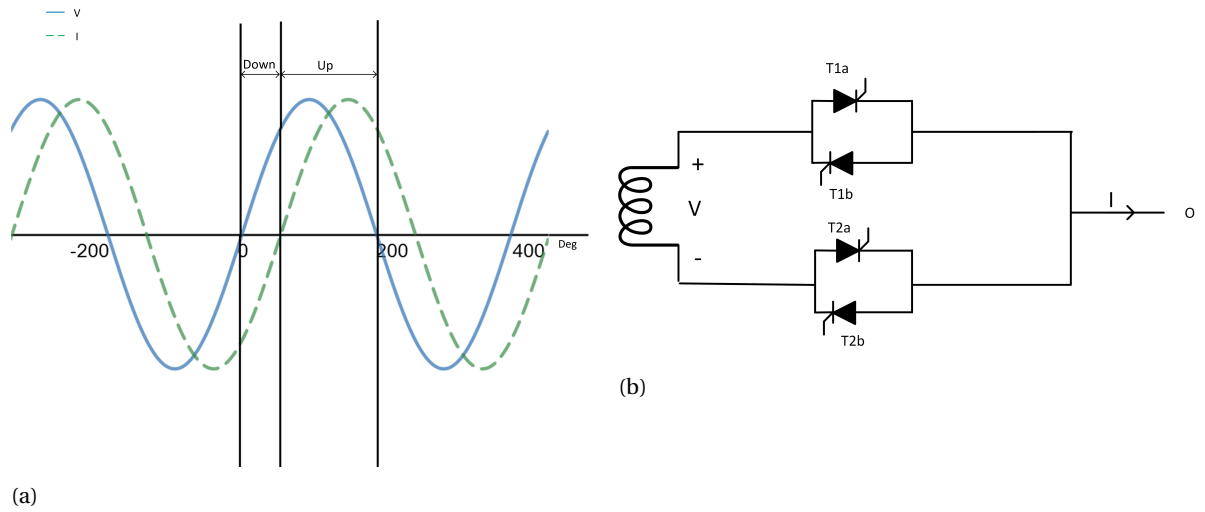 V
I
Down
Up
-200
0
200
400
Deg
(a)
T1a
T1b
+
V
-
T2a
T2b
I
O
(b)